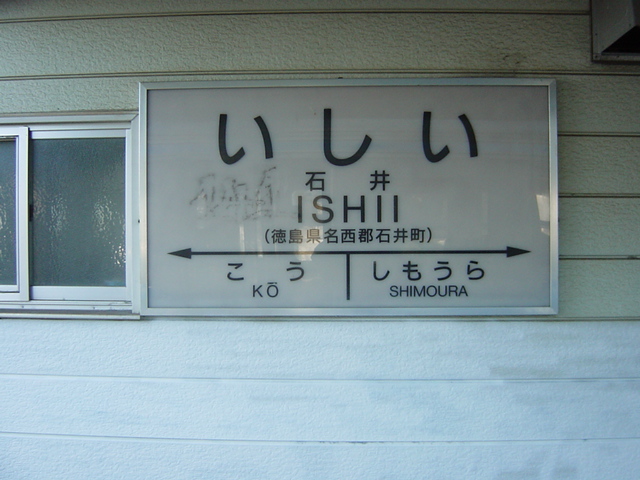 いしい
石井
ISHII
(徳島県名西郡石井町)
こう しもうら
KŌ SHIMOURA